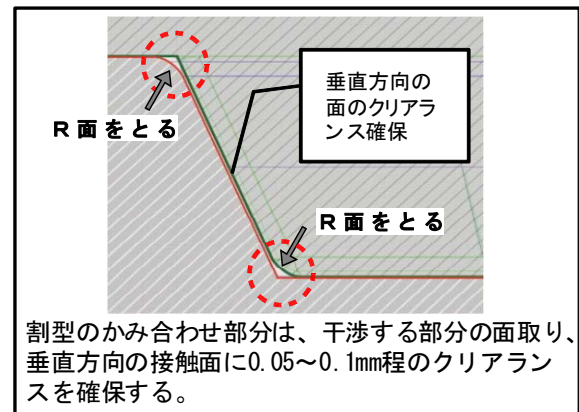 垂直方向の
面のクリアラ
ンス確保
R面をとる
R面をとる
割型のかみ合わせ部分は、干渉する部分の面取り、
垂直方向の接触面に0.05～0.1mm程のクリアラン
スを確保する。